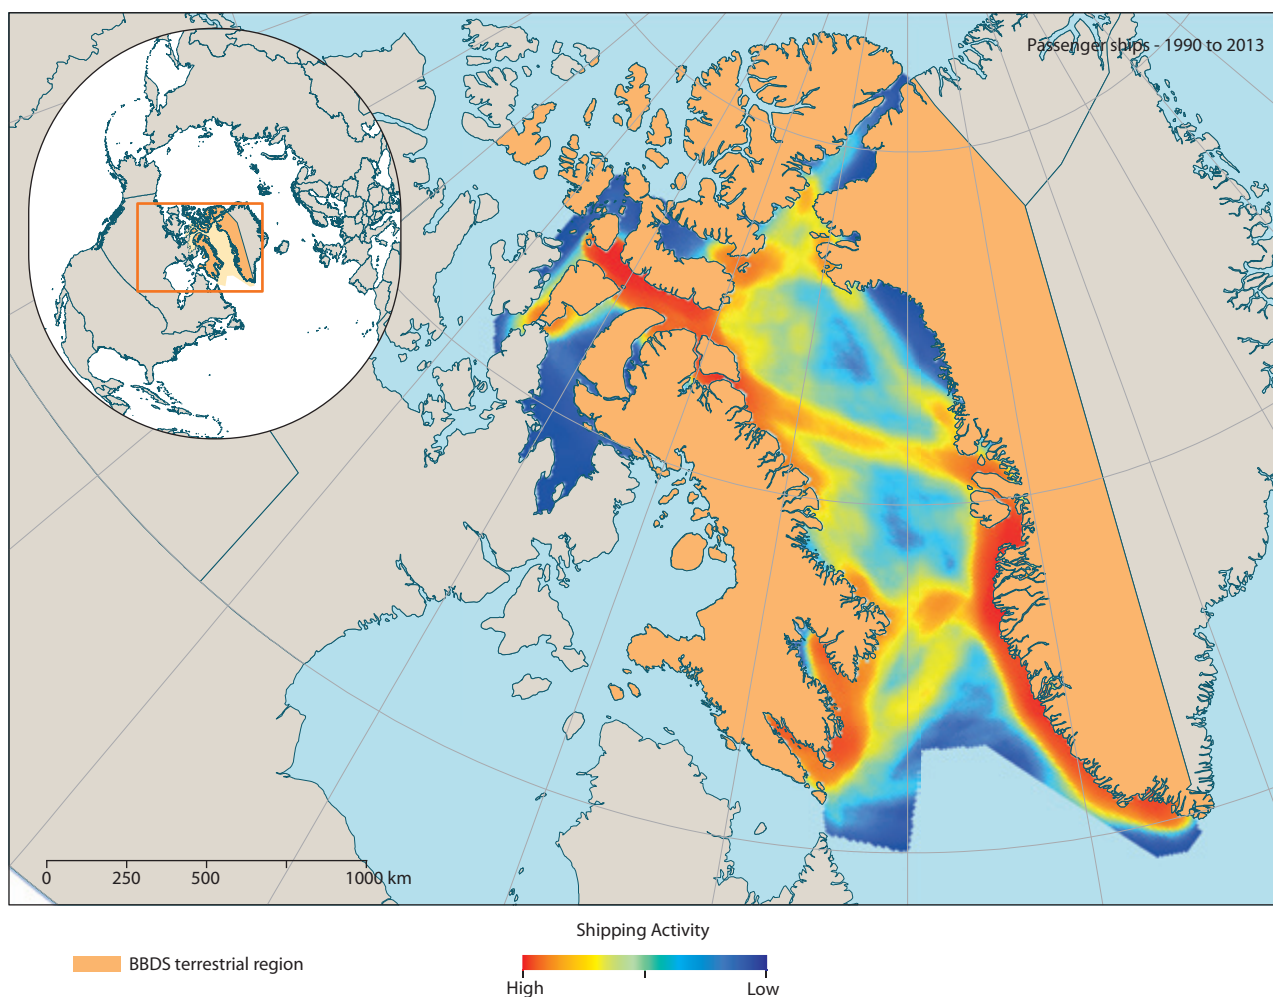 Passenger ships - 1990 to 2013
0 250 500 1000 km
Shipping Activity
BBDS terrestrial region
High Low